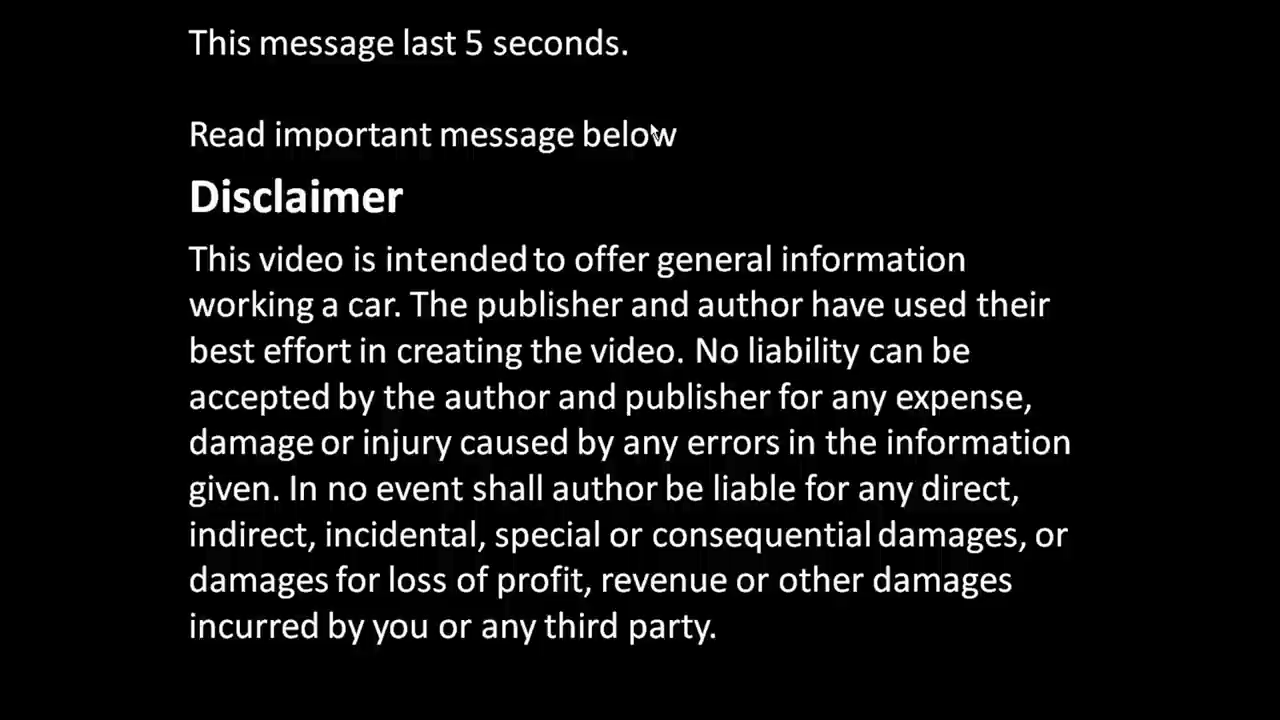 This message last 5 seconds.
Read important message below
Disclaimer
This video is intended to offer general information
working a car. The publisher and author have used their
best effort in creating the video. No liability can be
accepted by the author and publisher for any expense,
damage or injury caused by any errors in the information
given. In no event shall author be liable for any direct,
indirect, incidental, special or consequential damages, or
damages for loss of profit, revenue or other damages
incurred by you or any third party.